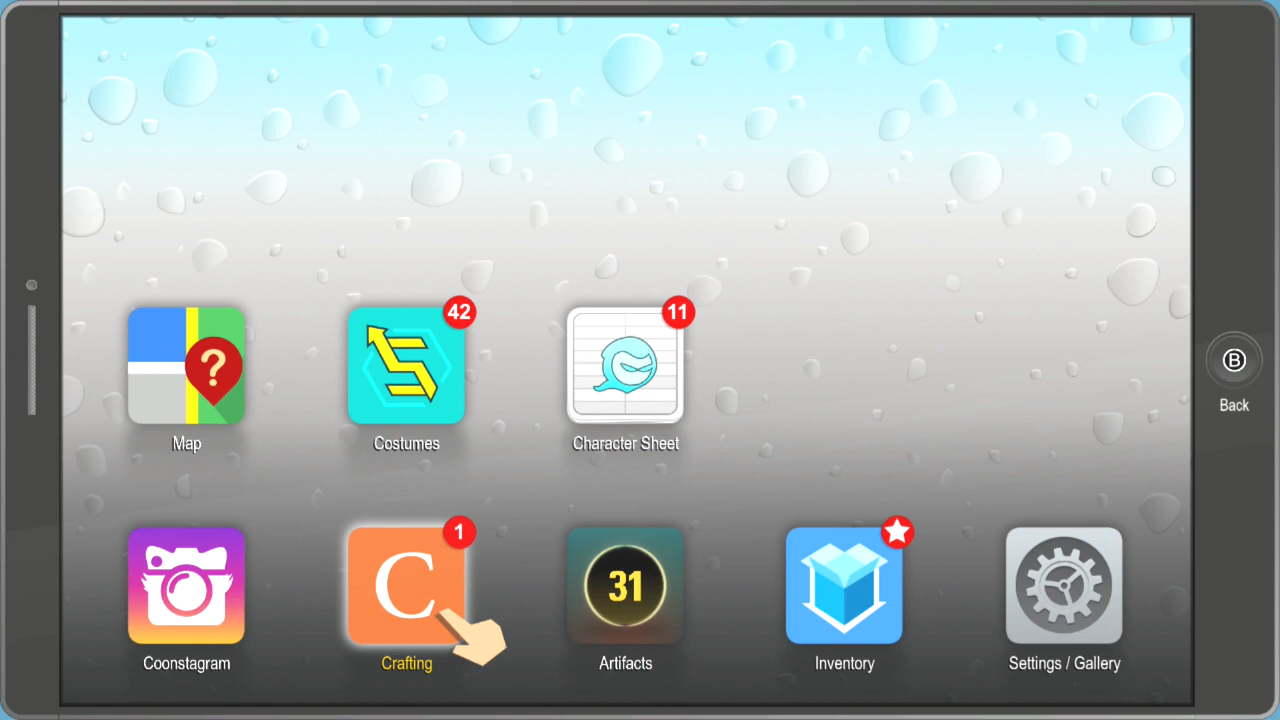 42
11
?
Map
Costumes
Character Sheet
B
Back
1
C
31
Coonstagram
Crafting
Artifacts
Inventory
Settings / Gallery